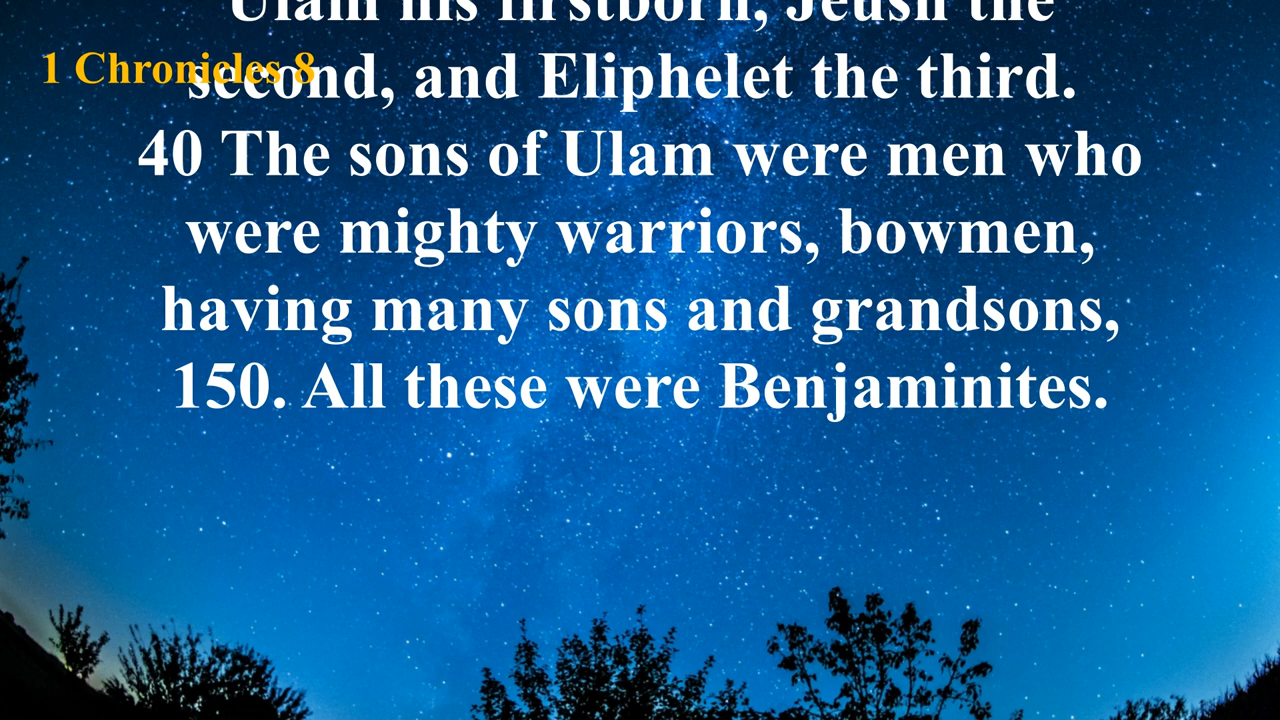 Ulam his firstborn, Jeush the
1 Chronicles 8
second, and Eliphelet the third.
40 The sons of Ulam were men who
were mighty warriors, bowmen,
having many sons and grandsons,
150. All these were Benjaminites.